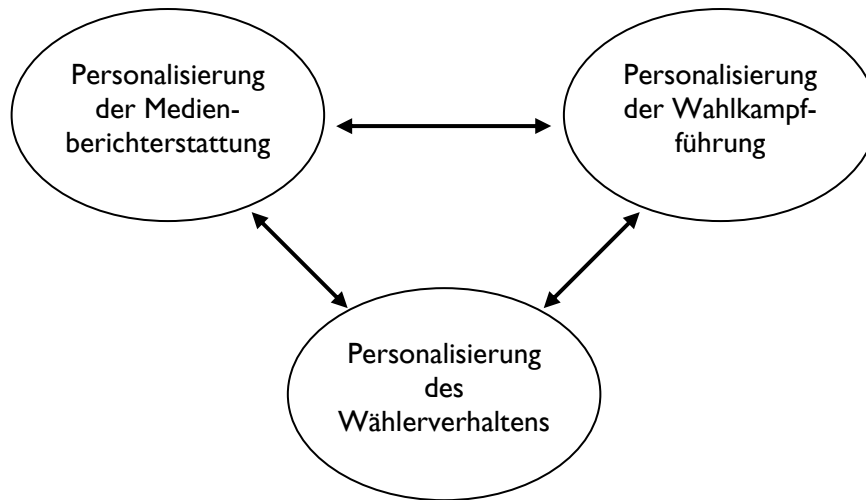 Personalisierung
der Medien-
berichterstattung
Personalisierung
der Wahlkampf-
führung
Personalisierung
des
Wählerverhaltens